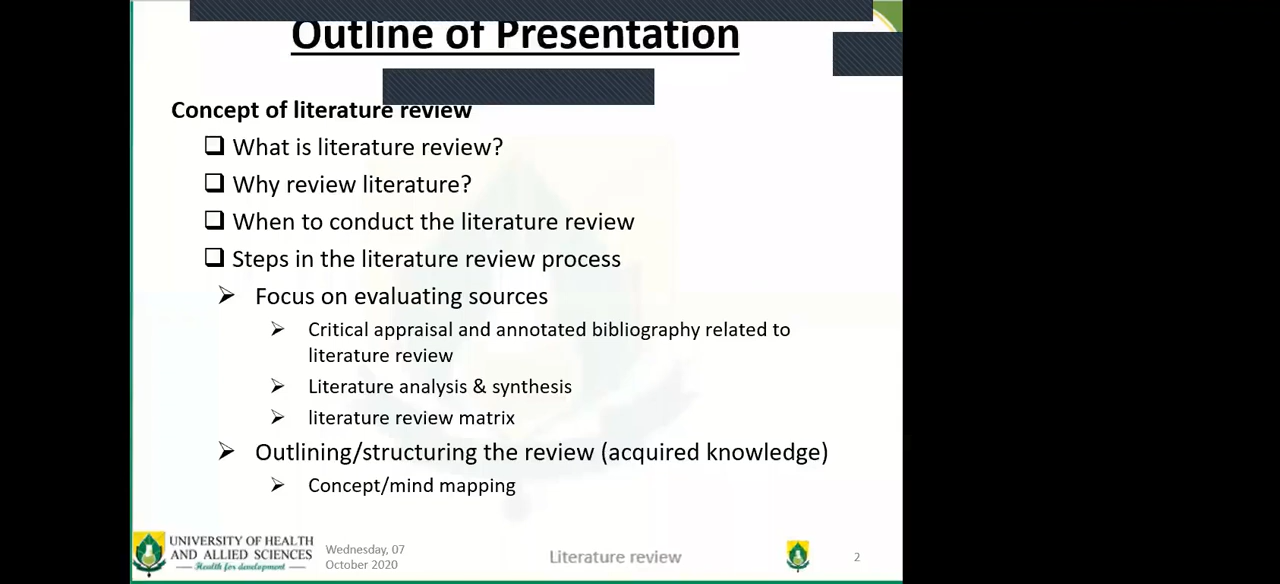 Outline of Presentation
Concept of literature review
What is literature review?
Why review literature?
When to conduct the literature review
Steps in the literature review process
Focus on evaluating sources
Critical appraisal and annotated bibliography related to
literature review
Literature analysis & synthesis
literature review matrix
Outlining/structuring the review (acquired knowledge)
Concept/mind mapping
UNIVERSITY OF HEALTH
AND ALLIED SCIENCES
Health for development
Wednesday, 07
October 2020
Literature review
2